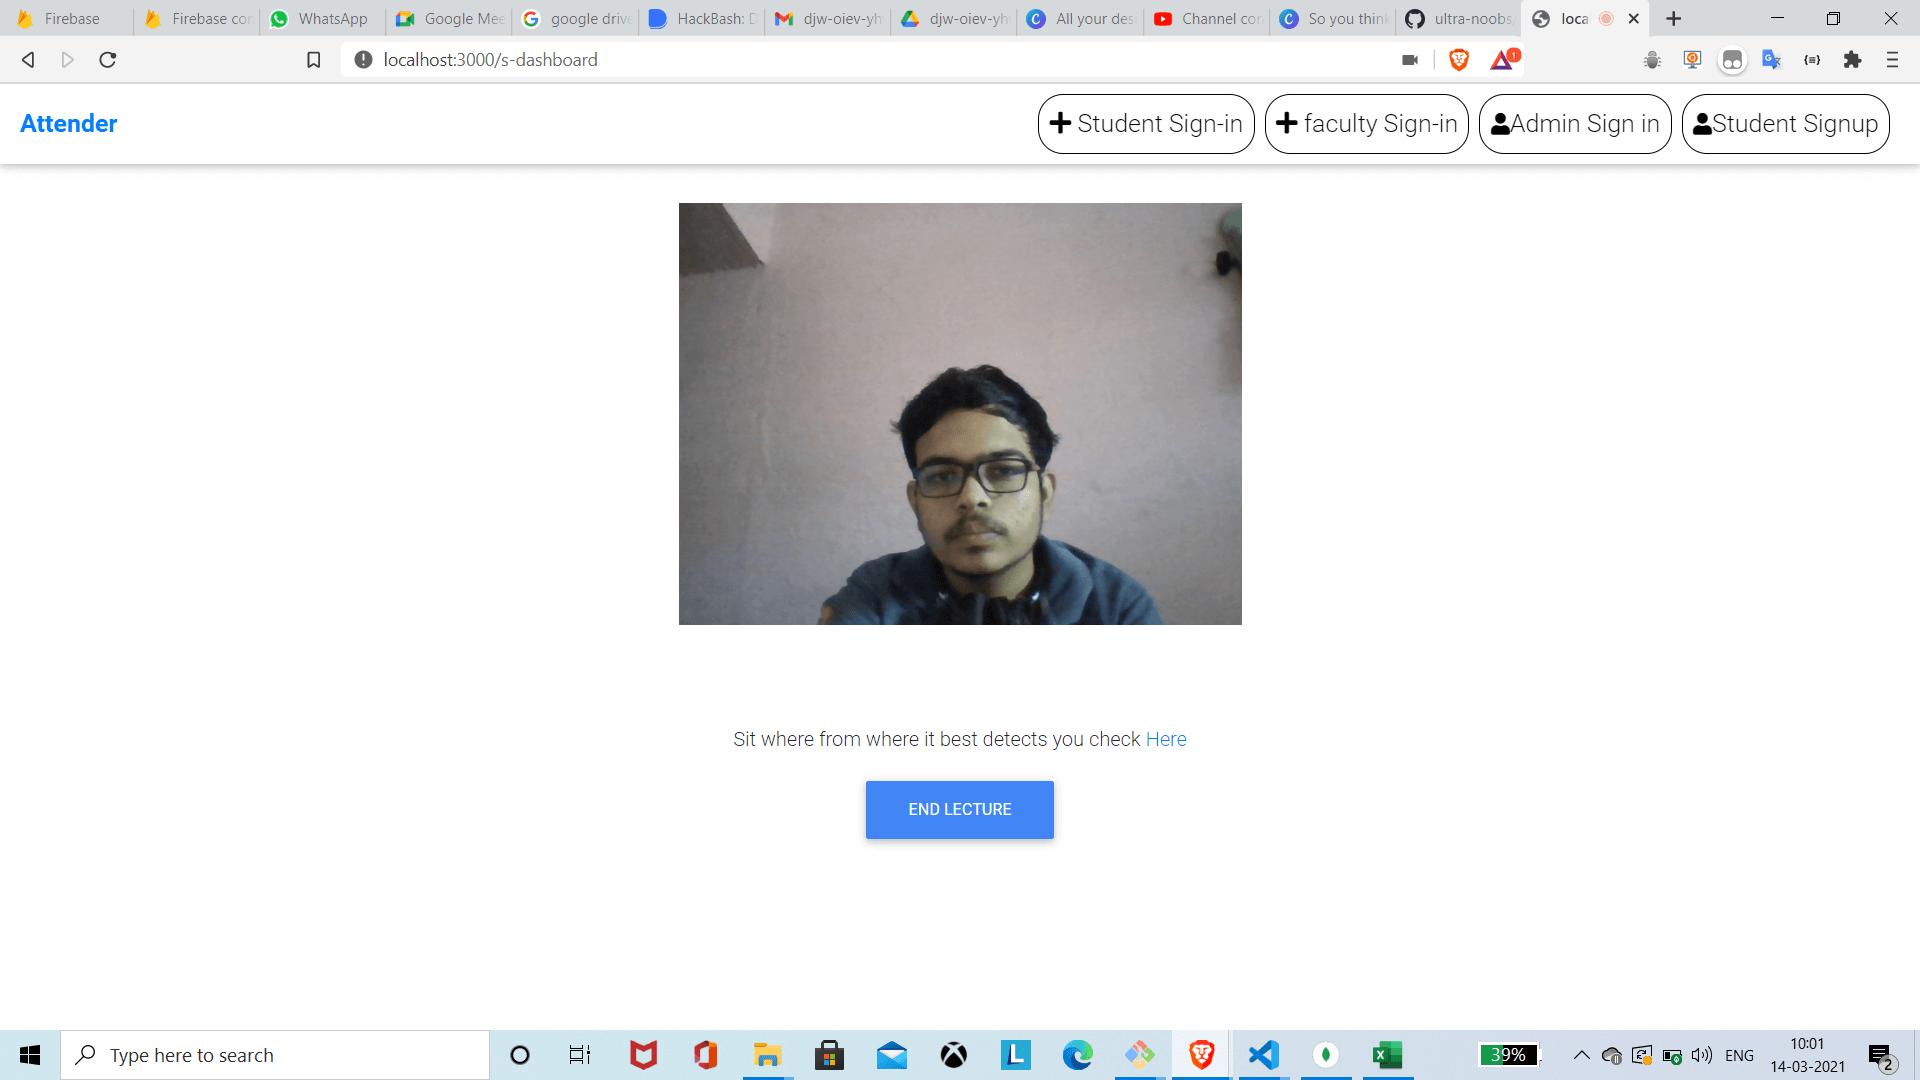 Firebase
Firebase con
WhatsApp
Google Mee
google drive
HackBash: D
djw-oiev-yh
djw-oiev-yh
All your des
Channel con
So you think
ultra-noobs/
loca
localhost:3000/s-dashboard
1
Attender
Student Sign-in
faculty Sign-in
Admin Sign in
Student Signup
Sit where from where it best detects you check Here
END LECTURE
Type here to search
39%
ENG
10:01
14-03-2021
2